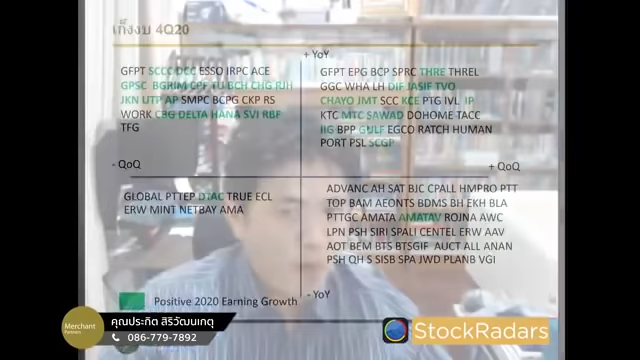 เก็งงบ 4Q20
+ YoY
GFPT SCCC DCC ESSO IRPC ACE
GPSC BGRIM CPF TU BCH CHG RJH
JKN UTP AP SMPC BCPG CKP RS
WORK CBG DELTA HANA SVI RBF
TFG
GFPT EPG BCP SPRC THRE THREL
GGC WHA LH DIF JASIF TVO
CHAYO JMT SCC KCE PTG IVL IP
KTC MTC SAWAD DOHOME TACC
IIG BPP GULF EGCO RATCH HUMAN
PORT PSL SCGP
- QoQ
+ QoQ
GLOBAL PTTEP DTAC TRUE ECL
ERW MINT NETBAY AMA
ADVANC AH SAT BJC CPALL HMPRO PTT
TOP BAM AEONTS BDMS BH EKH BLA
PTTGC AMATA AMATAV ROJNA AWC
LPN PSH SIRI SPALI CENTEL ERW AAV
AOT BEM BTS BTSGIF AUCT ALL ANAN
PSH QH S SISB SPA JWD PLANB VGI
- YoY
Positive 2020 Earning Growth
Merchant
Partners
คุณประกิต สิริวัฒนเกตุ
086-779-7892
StockRadars